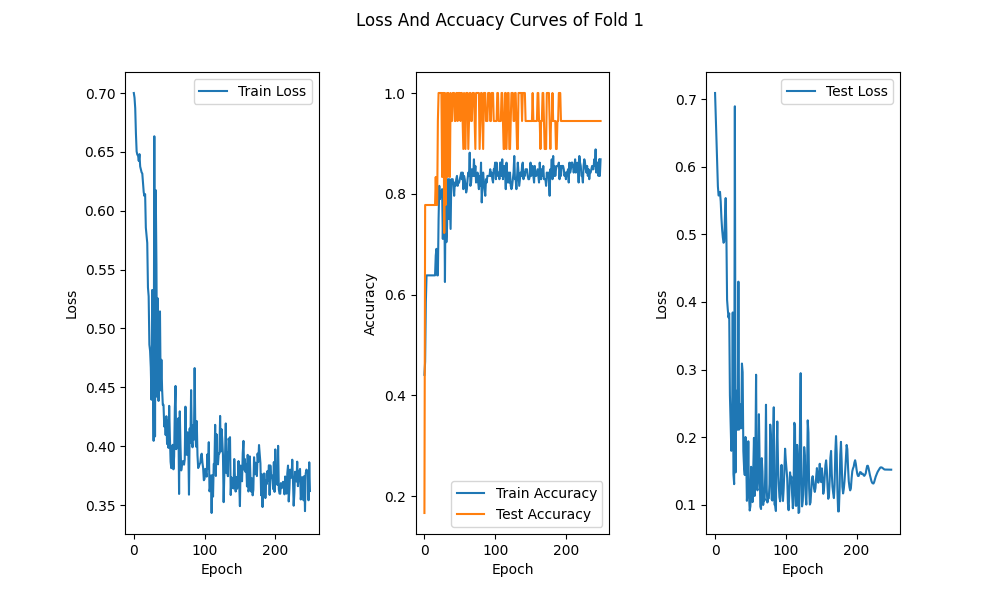 Loss And Accuacy Curves of Fold 1
Train Loss
0.70
0.65
0.60
0.55
0.50
0.45
0.40
0.35
Loss
0
100
200
Epoch
1.0
0.8
0.6
0.4
0.2
Accuracy
Train Accuracy
Test Accuracy
0
100
200
Epoch
Test Loss
0.7
0.6
0.5
0.4
0.3
0.2
0.1
Loss
0
100
200
Epoch